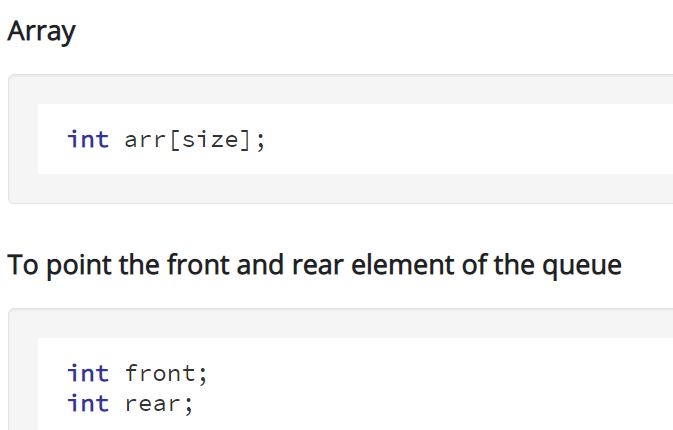 Array
int arr[size];
To point the front and rear element of the queue
int front;
int rear;